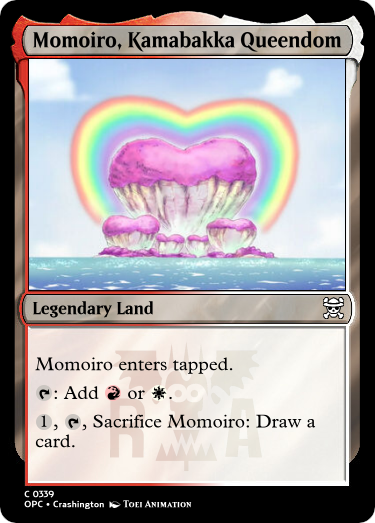 Momoiro, Kamabakka Queendom
Legendary Land
Momoiro enters tapped.
: Add or .
1, , Sacrifice Momoiro: Draw a
card.
C 0339
OPC • Crashington TOEI ANIMATION